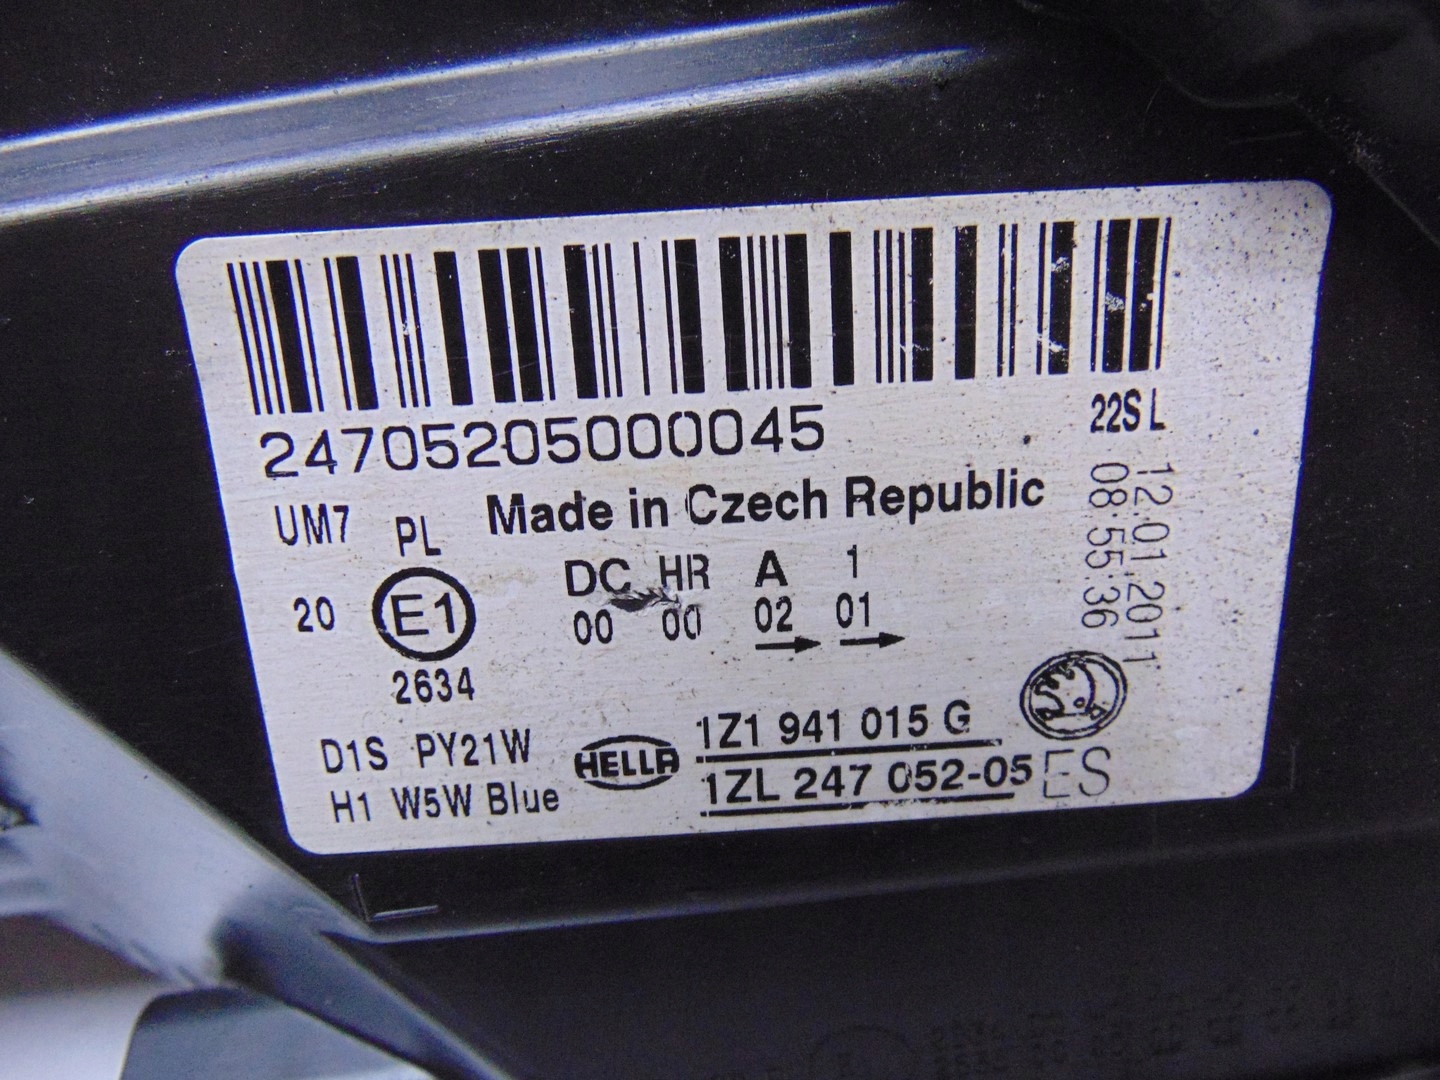 24705205000045
22S L
12.01.2011
08:55:36
UM7 PL Made in Czech Republic
DC HR A 1
20 E1 00 00 02 01
2634
D1S PY21W HELLA 1Z1 941 015 G
H1 W5W Blue 1ZL 247 052-05 ES